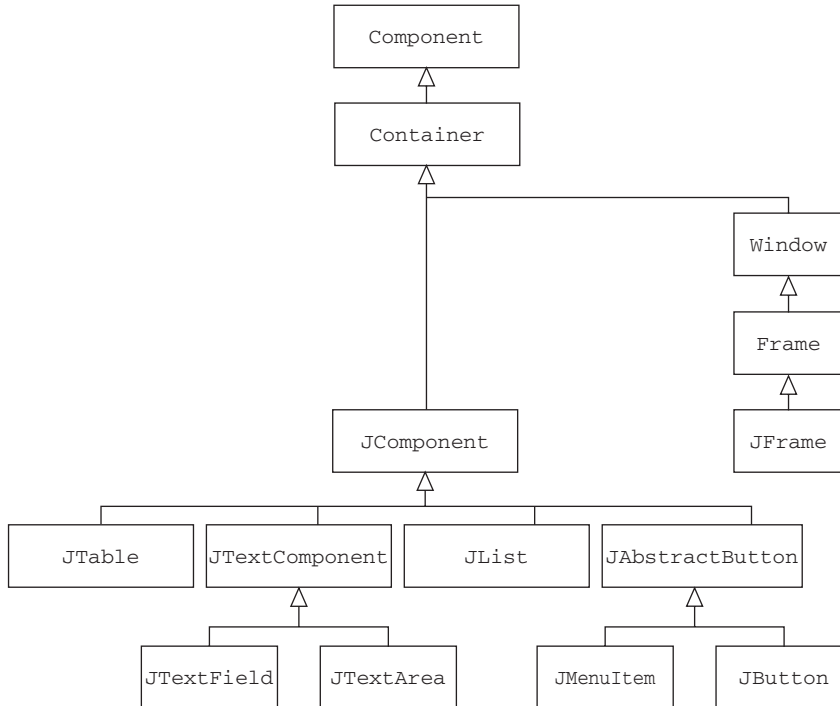 Component
Container
Window
Frame
JComponent
JFrame
JTable
JTextComponent
JList
JAbstractButton
JTextField
JTextArea
JMenuItem
JButton